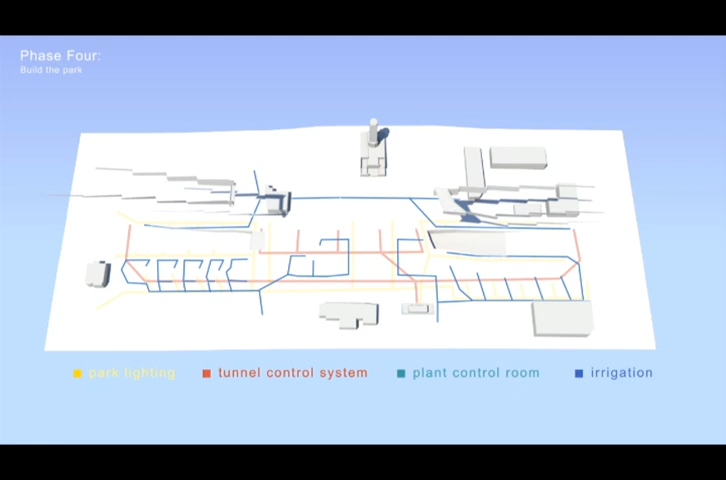 Phase Four:
Build the park
park lighting
tunnel control system
plant control room
irrigation